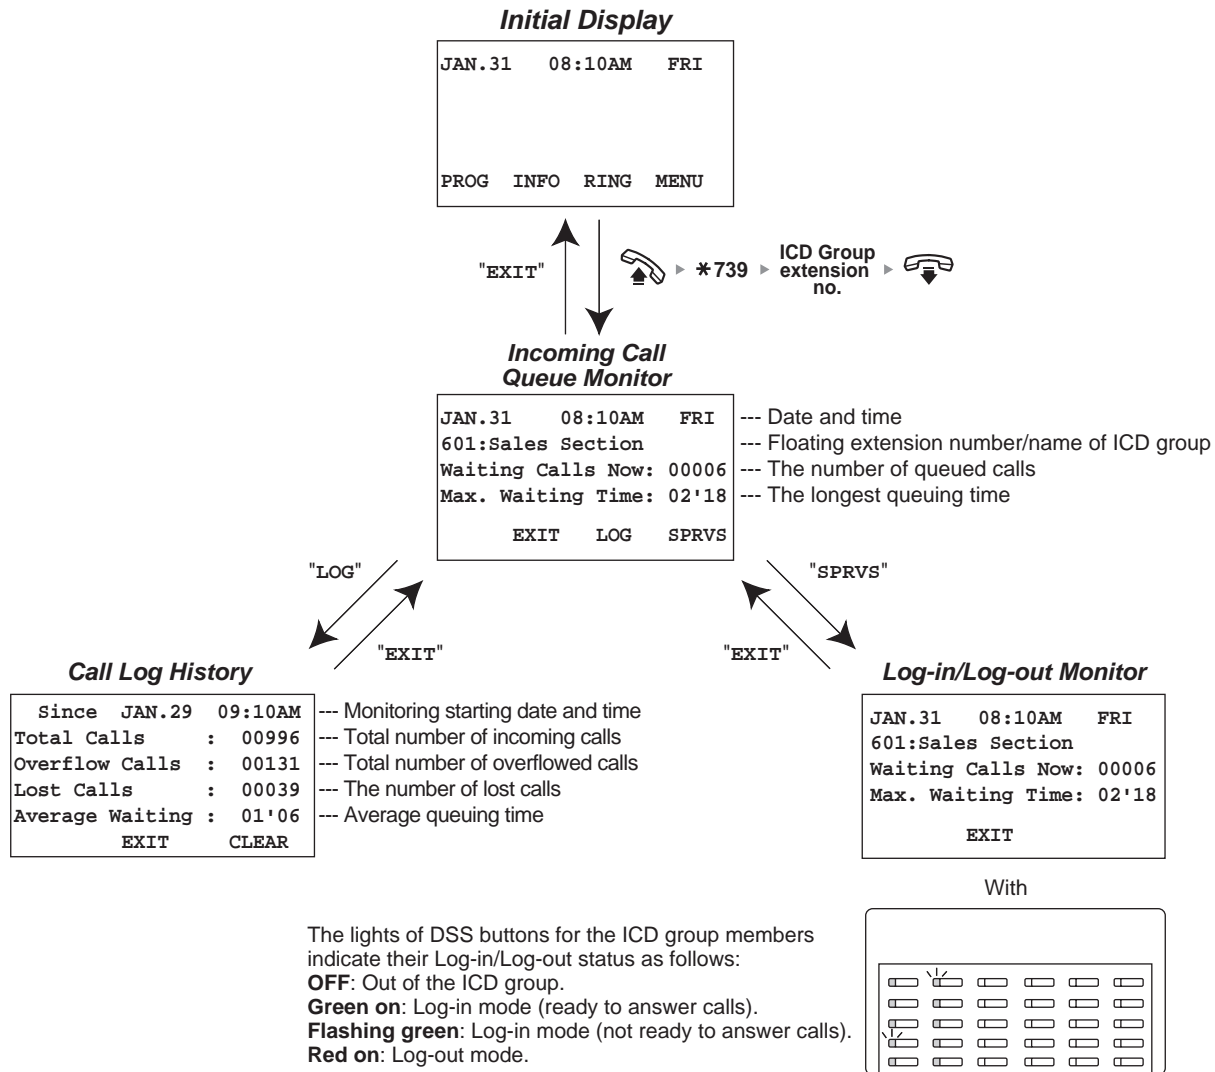 Initial Display
JAN.31 08:10AM FRI
PROG INFO RING MENU
"EXIT"
*739
ICD Group
extension
no.
Incoming Call
Queue Monitor
JAN.31 08:10AM FRI --- Date and time
601:Sales Section --- Floating extension number/name of ICD group
Waiting Calls Now: 00006 --- The number of queued calls
Max. Waiting Time: 02'18 --- The longest queuing time
EXIT LOG SPRVS
"LOG"
"EXIT"
"SPRVS"
"EXIT"
Call Log History
Since JAN.29 09:10AM --- Monitoring starting date and time
Total Calls : 00996 --- Total number of incoming calls
Overflow Calls : 00131 --- Total number of overflowed calls
Lost Calls : 00039 --- The number of lost calls
Average Waiting : 01'06 --- Average queuing time
EXIT CLEAR
Log-in/Log-out Monitor
JAN.31 08:10AM FRI
601:Sales Section
Waiting Calls Now: 00006
Max. Waiting Time: 02'18
EXIT
With
The lights of DSS buttons for the ICD group members
indicate their Log-in/Log-out status as follows:
OFF: Out of the ICD group.
Green on: Log-in mode (ready to answer calls).
Flashing green: Log-in mode (not ready to answer calls).
Red on: Log-out mode.